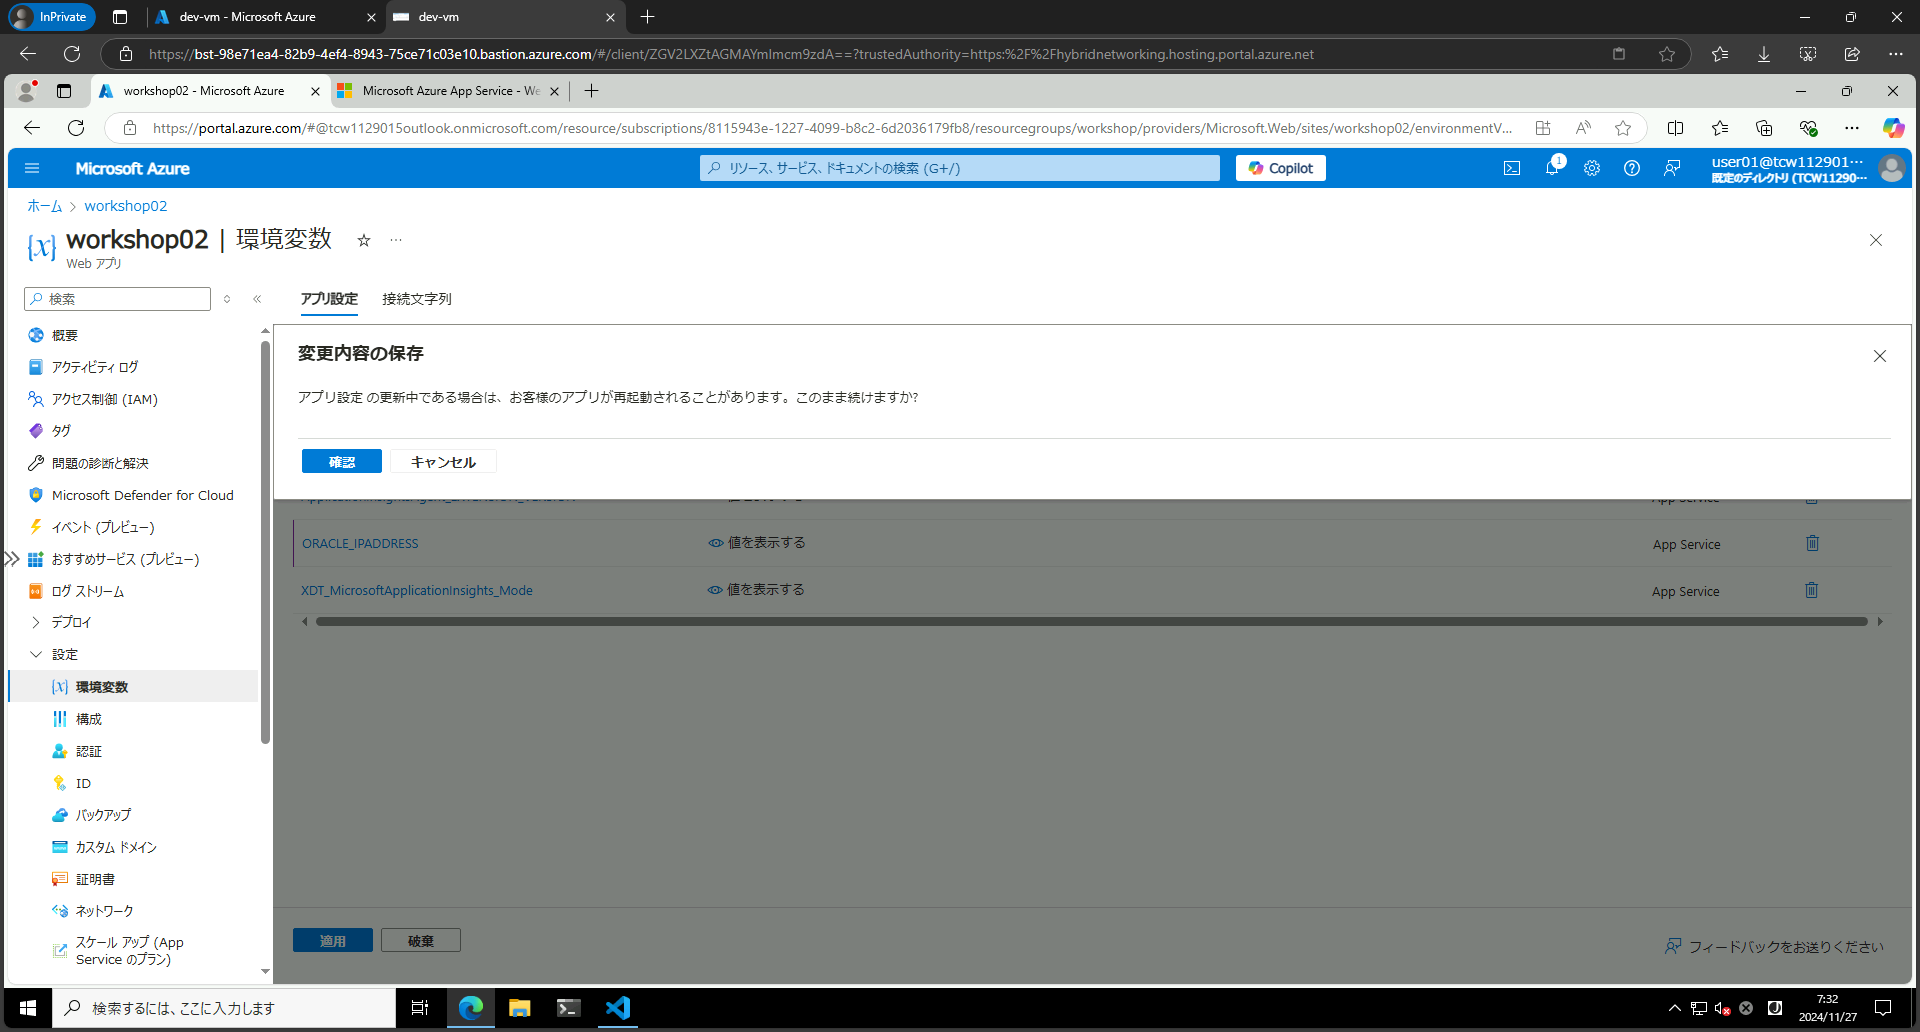 InPrivate
dev-vm - Microsoft Azure
dev-vm
https://bst-98e71ea4-82b9-4ef4-8943-75ce71c03e10.bastion.azure.com/#/client/ZGV2LXZtAGMAYmlmcm9zdA==?trustedAuthority=https:%2F%2Fhybridnetworking.hosting.portal.azure.net
workshop02 - Microsoft Azure
Microsoft Azure App Service - We
https://portal.azure.com/#@tcw1129015outlook.onmicrosoft.com/resource/subscriptions/8115943e-1227-4099-b8c2-6d2036179fb8/resourcegroups/workshop/providers/Microsoft.Web/sites/workshop02/environmentV...
Microsoft Azure
リソース、サービス、ドキュメントの検索 (G+/)
Copilot
1
user01@tcw112901…
既定のディレクトリ (TCW11290…
ホーム
workshop02
workshop02 | 環境変数
Web アプリ
検索
アプリ設定
接続文字列
概要
アクティビティ ログ
アクセス制御 (IAM)
タグ
問題の診断と解決
Microsoft Defender for Cloud
イベント (プレビュー)
おすすめサービス (プレビュー)
ログ ストリーム
デプロイ
設定
環境変数
構成
認証
ID
バックアップ
カスタム ドメイン
証明書
ネットワーク
スケール アップ (App
Service のプラン)
変更内容の保存
アプリ設定 の更新中である場合は、お客様のアプリが再起動されることがあります。このまま続けますか?
確認
キャンセル
App Service
ORACLE_IPADDRESS
値を表示する
App Service
XDT_MicrosoftApplicationInsights_Mode
値を表示する
App Service
適用
破棄
フィードバックをお送りください
検索するには、ここに入力します
7:32
2024/11/27